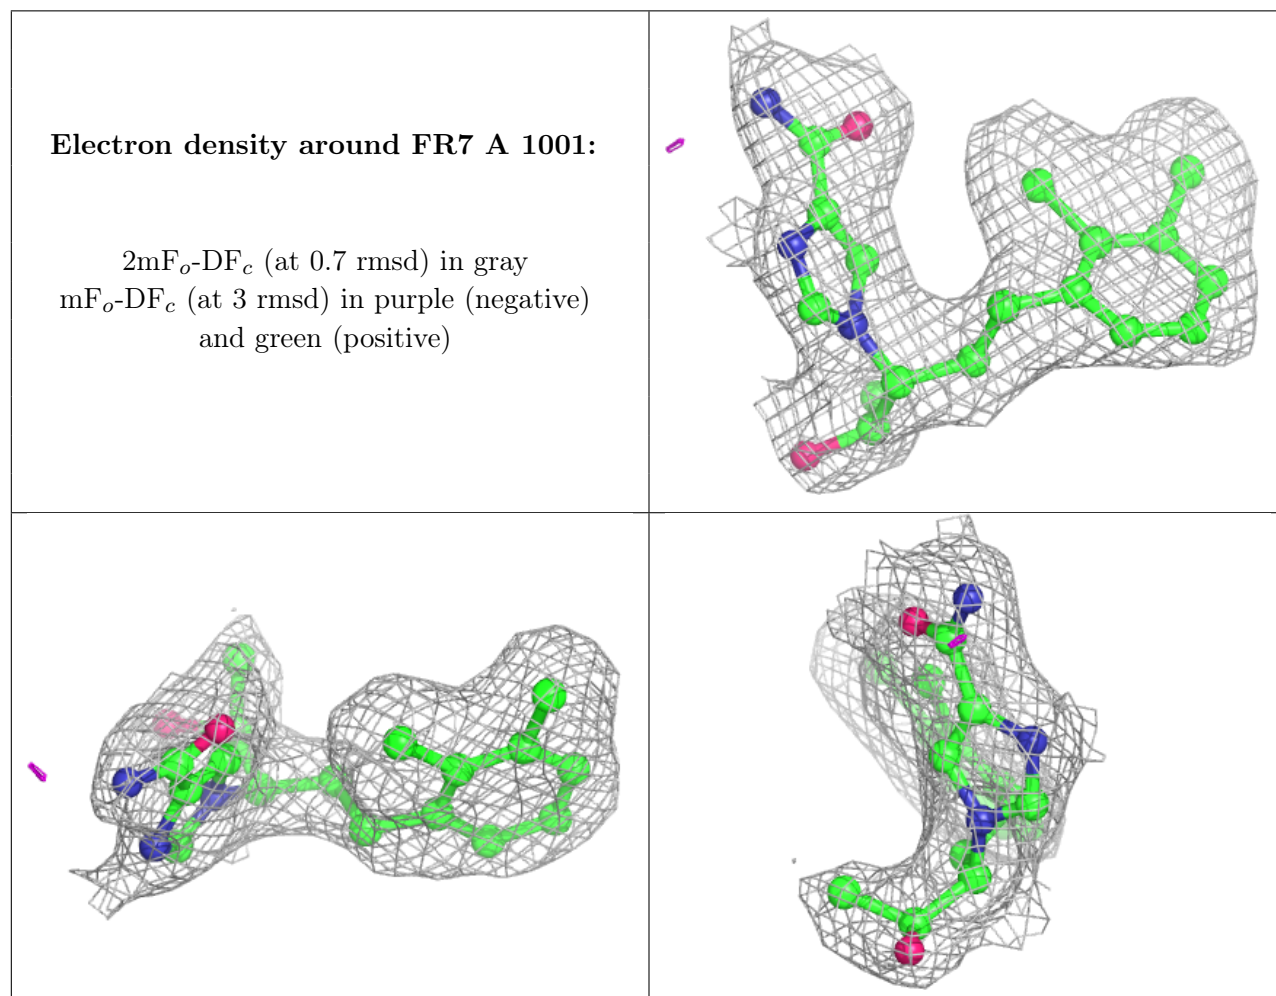 Electron density around FR7 A 1001:
2mFo-DFc (at 0.7 rmsd) in gray
mFo-DFc (at 3 rmsd) in purple (negative)
and green (positive)